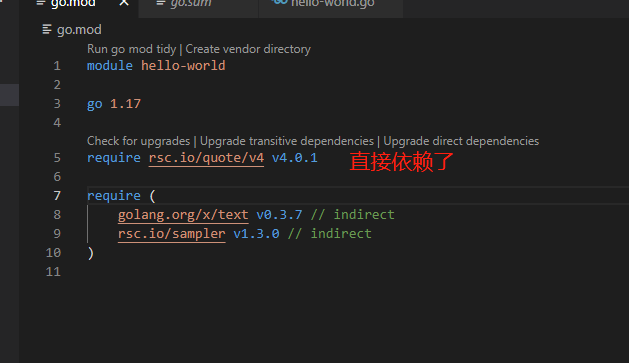 go.mod go.sum hello-world.go
go.mod
Run go mod tidy | Create vendor directory
1 module hello-world
2
3 go 1.17
4
Check for upgrades | Upgrade transitive dependencies | Upgrade direct dependencies
5 require rsc.io/quote/v4 v4.0.1 直接依赖了
6
7 require (
8 golang.org/x/text v0.3.7 // indirect
9 rsc.io/sampler v1.3.0 // indirect
10 )
11